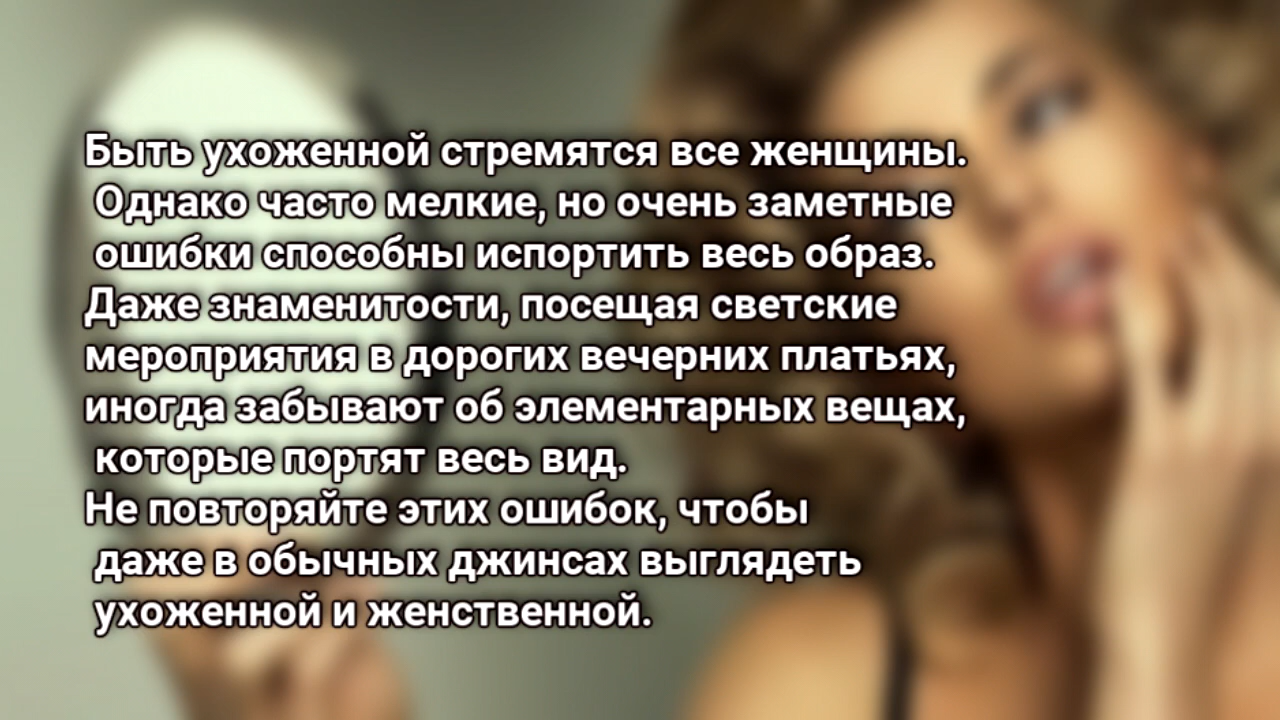 Быть ухоженной стремятся все женщины.
Однако часто мелкие, но очень заметные
ошибки способны испортить весь образ.
Даже знаменитости, посещая светские
мероприятия в дорогих вечерних платьях,
иногда забывают об элементарных вещах,
которые портят весь вид.
Не повторяйте этих ошибок, чтобы
даже в обычных джинсах выглядеть
ухоженной и женственной.